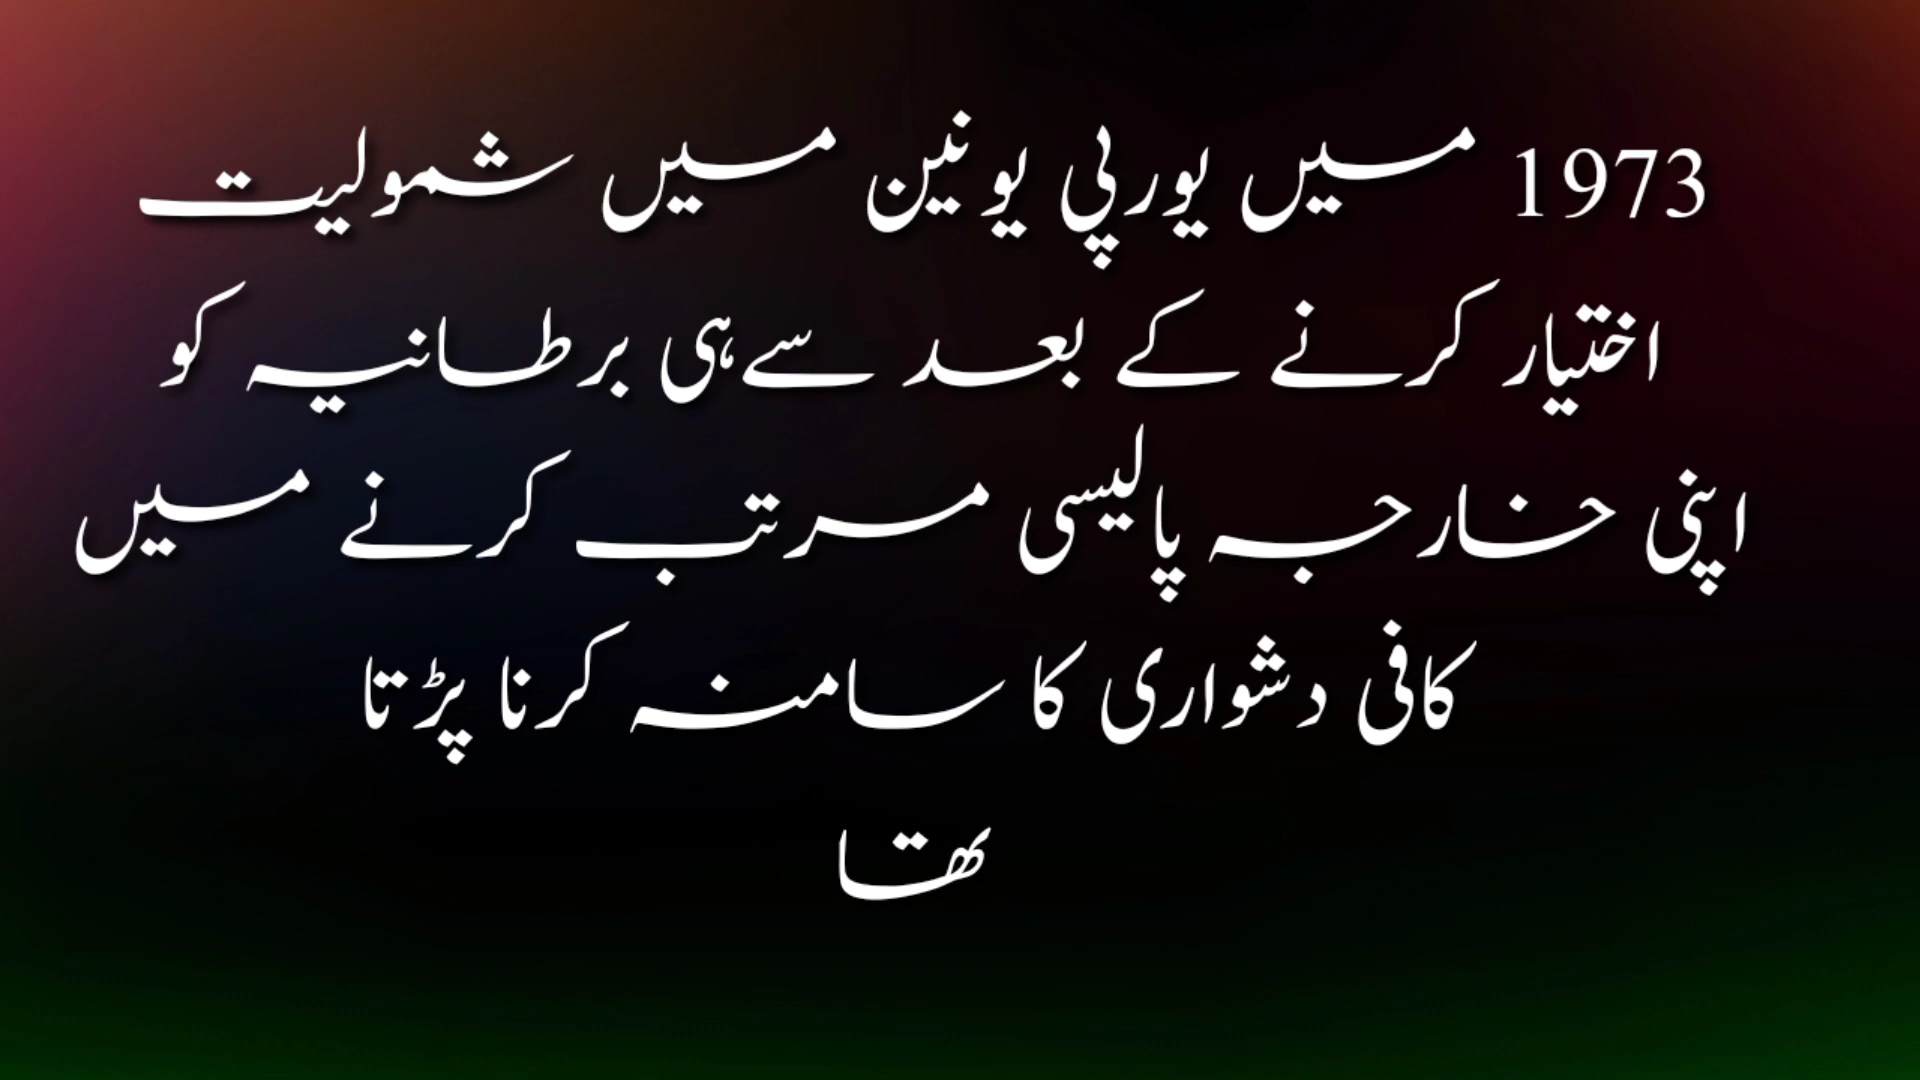 1973 میں یورپی یونین میں شمولیت
اختیار کرنے کے بعد سے ہی برطانیہ کو
اپنی خارجہ پالیسی مرتب کرنے میں
کافی دشواری کا سامنہ کرنا پڑتا
تھا